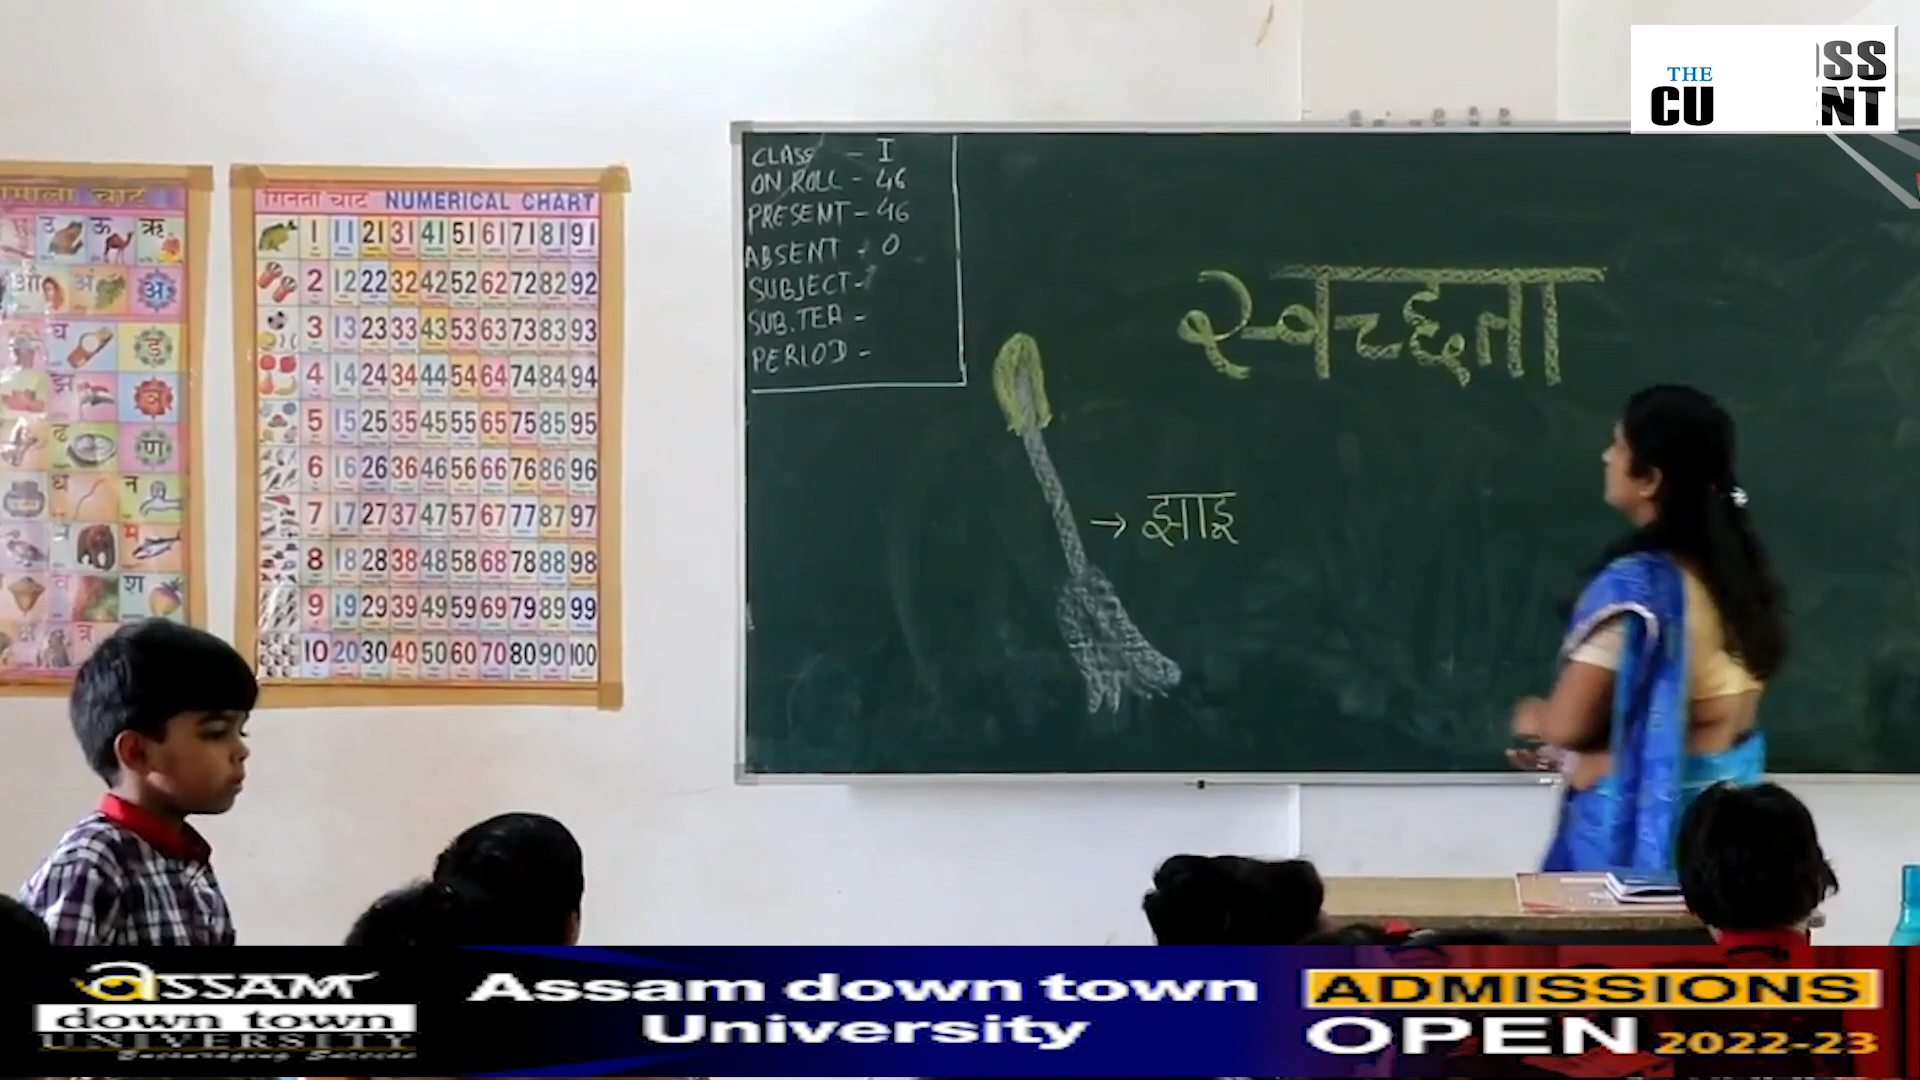 THE
CU SS
NT
CLASS - I
ON ROLL - 46
PRESENT - 46
ABSENT - 0
SUBJECT -
SUB. TEA -
PERIOD -
स्वच्छता
→ झाडू
गिनती चार्ट NUMERICAL CHART
1 11 21 31 41 51 61 71 81 91
2 12 22 32 42 52 62 72 82 92
3 13 23 33 43 53 63 73 83 93
4 14 24 34 44 54 64 74 84 94
5 15 25 35 45 55 65 75 85 95
6 16 26 36 46 56 66 76 86 96
7 17 27 37 47 57 67 77 87 97
8 18 28 38 48 58 68 78 88 98
9 19 29 39 49 59 69 79 89 99
10 20 30 40 50 60 70 80 90 100
चार्ट
उ ऊ ऋ
ओ अं अः
घ ङ
झ ञ
ढ ण
ध न
म
व श
त्र
ASSAM
down town
UNIVERSITY
Assam down town
University
ADMISSIONS
OPEN 2022-23